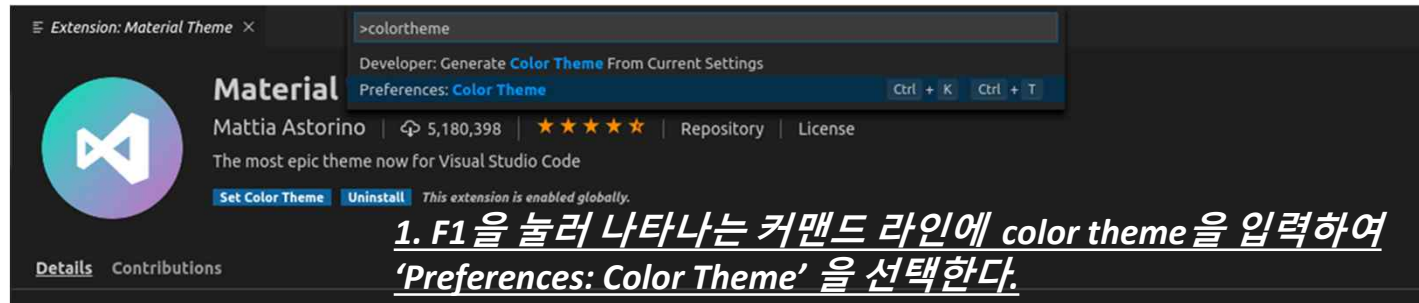 Extension: Material Theme
>colortheme
Developer: Generate Color Theme From Current Settings
Preferences: Color Theme Ctrl + K Ctrl + T
Material
Mattia Astorino | 5,180,398 | Repository | License
The most epic theme now for Visual Studio Code
Set Color Theme Uninstall This extension is enabled globally.
1. F1을 눌러 나타나는 커맨드 라인에 color theme을 입력하여
‘Preferences: Color Theme’ 을 선택한다.
Details Contributions